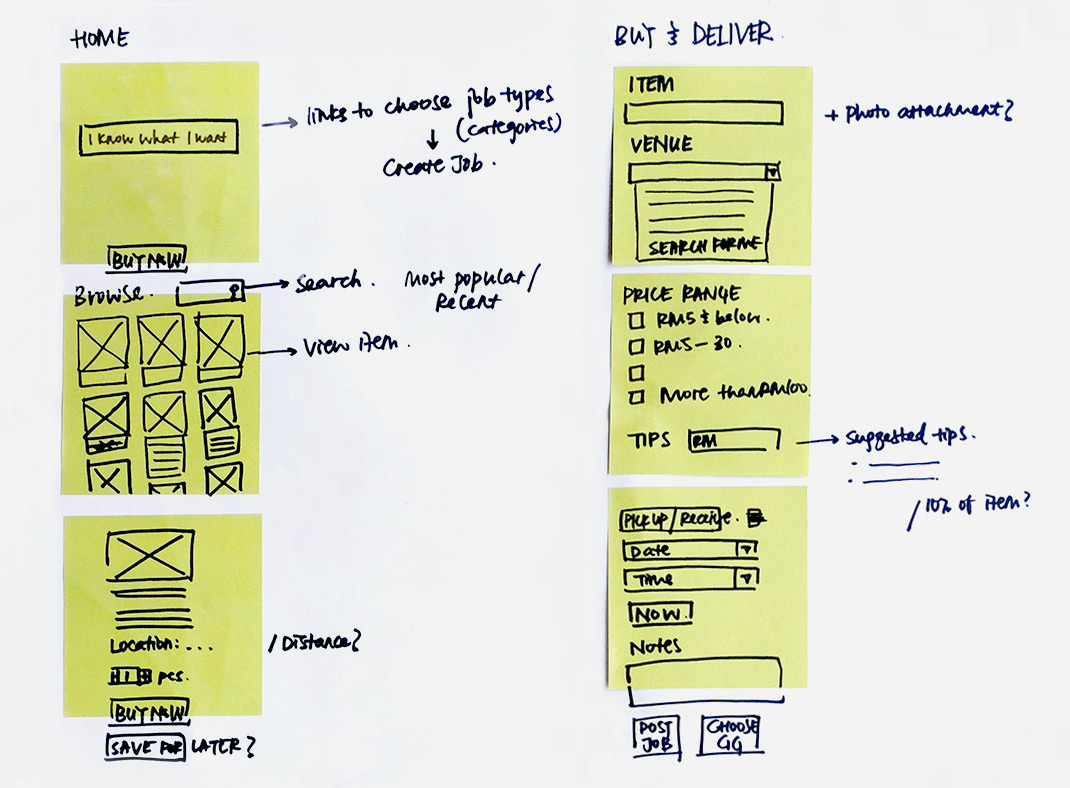 HOME
I know what I want
links to choose job types
(categories)
Create Job.
BUY NOW
Browse.
Search.
Most popular/
Recent
View item.
Location: ...
/Distance?
1 pcs.
BUY NOW
SAVE FOR LATER?
BUY & DELIVER
ITEM
+ Photo attachment?
VENUE
SEARCH FOR ME
PRICE RANGE
RM5 & below.
RM5 – 30.
More than RM100.
TIPS RM
suggested tips.
/10% of item?
PICKUP/Receive.
Date
Time
NOW.
Notes
POST
JOB
CHOOSE
GG